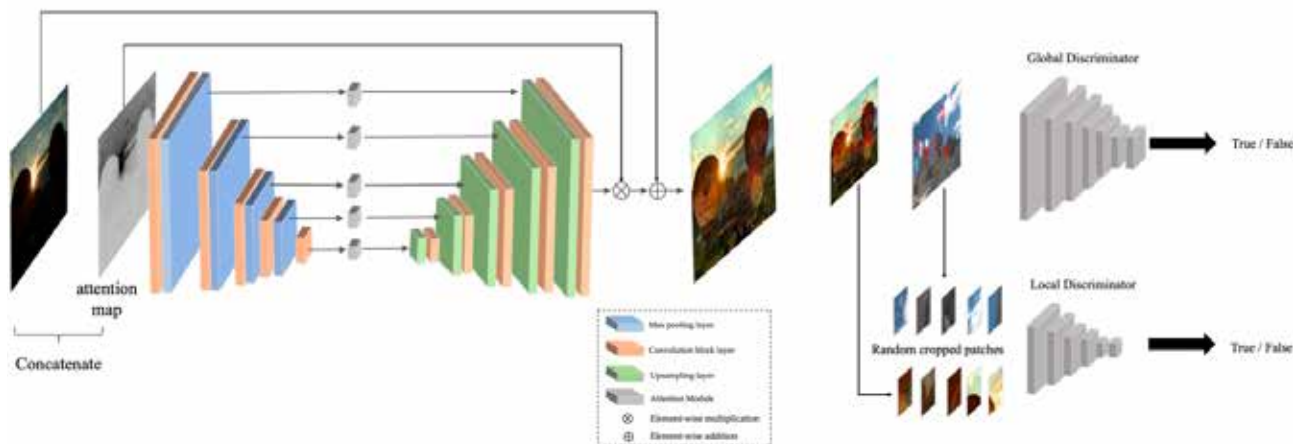 Global Discriminator
True / False
attention
map
Concatenate
Max pooling layer
Convolution block layer
Upsampling layer
Attention Module
Element-wise multiplication
Element-wise addition
Local Discriminator
Random cropped patches
True / False